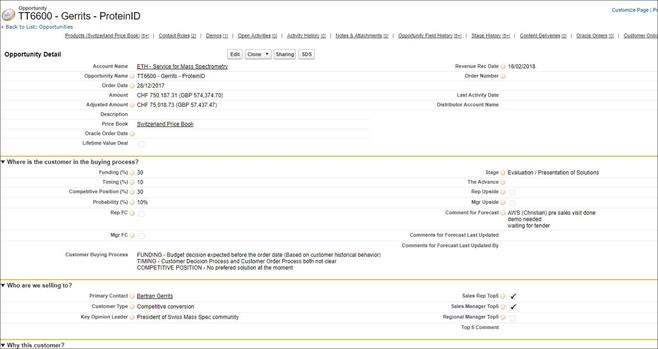 Opportunity
TT6600 - Gerrits - ProteinID
Customize Page | Pr
« Back to List: Opportunities
Products (Switzerland Price Book) [5+] | Contact Roles [2] | Demos [1] | Open Activities [0] | Activity History [0] | Notes & Attachments [0] | Opportunity Field History [5+] | Stage History [5+] | Content Deliveries [0] | Oracle Orders [0] | Customer Onbo
Opportunity Detail
Edit Clone Sharing SDS
Account Name ETH - Service for Mass Spectrometry
Revenue Rec Date 16/02/2018
Opportunity Name TT6600 - Gerrits - ProteinID
Order Number
Order Date 28/12/2017
Amount CHF 750,187.31 (GBP 574,374.70)
Last Activity Date
Adjusted Amount CHF 75,018.73 (GBP 57,437.47)
Distributor Account Name
Description
Price Book Switzerland Price Book
Oracle Order Date
Lifetime Value Deal
Where is the customer in the buying process?
Funding (%) 30
Stage Evaluation / Presentation of Solutions
Timing (%) 10
The Advance
Competitive Position (%) 30
Rep Upside
Probability (%) 10%
Mgr Upside
Rep FC
Comment for Forecast AWS (Christian) pre sales visit done
demo needed
waiting for tender
Mgr FC
Comments for Forecast Last Updated
Comments for Forecast Last Updated By
Customer Buying Process FUNDING - Budget decision expected before the order date (Based on customer historical behavior)
TIMING - Customer Decision Process and Customer Order Process both not clear
COMPETITIVE POSITION - No prefered solution at the moment
Who are we selling to?
Primary Contact Bertran Gerrits
Sales Rep Top5
Customer Type Competitive conversion
Sales Manager Top5
Key Opinion Leader President of Swiss Mass Spec community
Regional Manager Top5
Top 5 Comment
Why this customer?